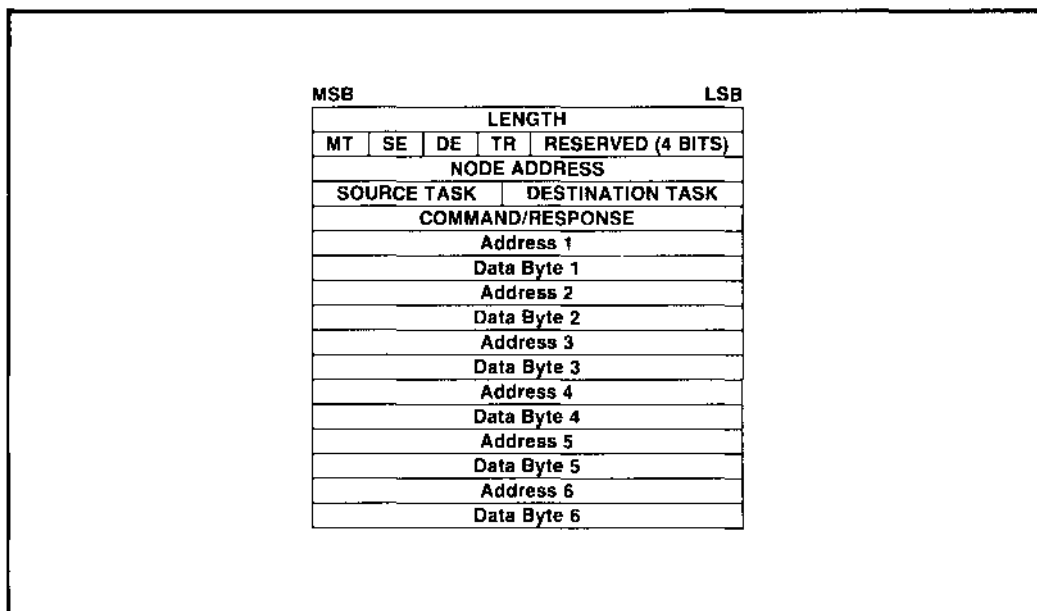 MSB LSB
LENGTH
MT SE DE TR RESERVED (4 BITS)
NODE ADDRESS
SOURCE TASK DESTINATION TASK
COMMAND/RESPONSE
Address 1
Data Byte 1
Address 2
Data Byte 2
Address 3
Data Byte 3
Address 4
Data Byte 4
Address 5
Data Byte 5
Address 6
Data Byte 6